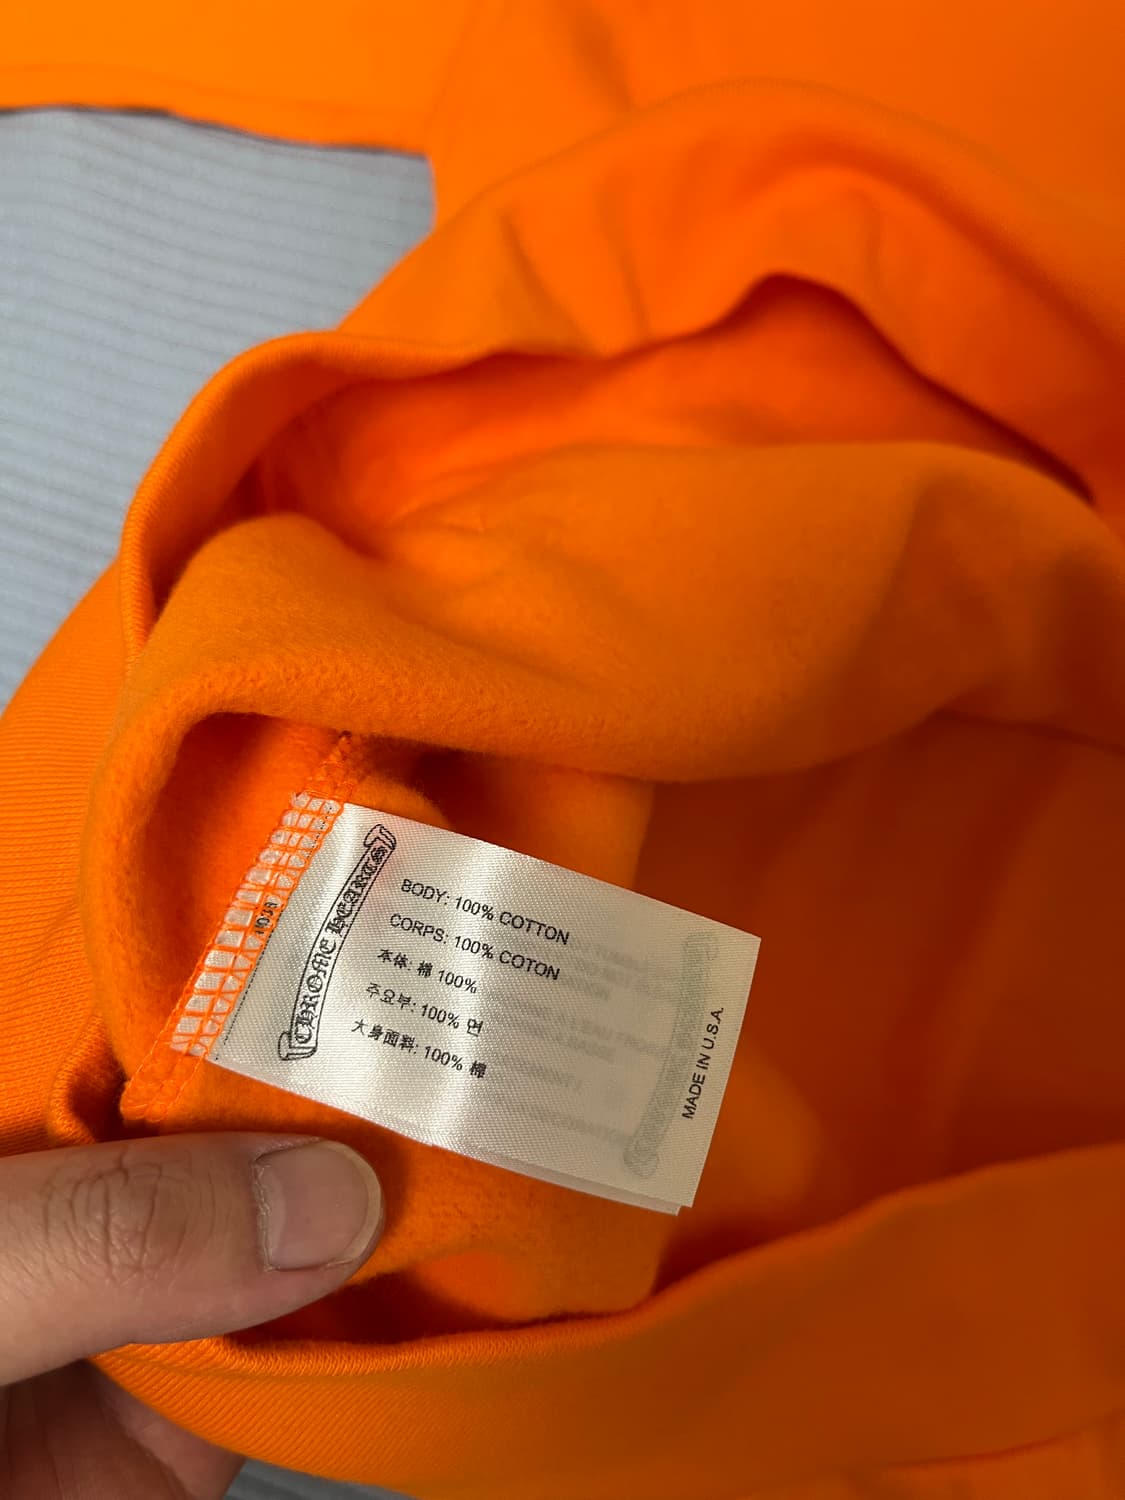 CHROME HEARTS
BODY: 100% COTTON
CORPS: 100% COTON
本体: 棉 100%
주요부: 100% 면
大身面料: 100% 棉
MADE IN U.S.A.